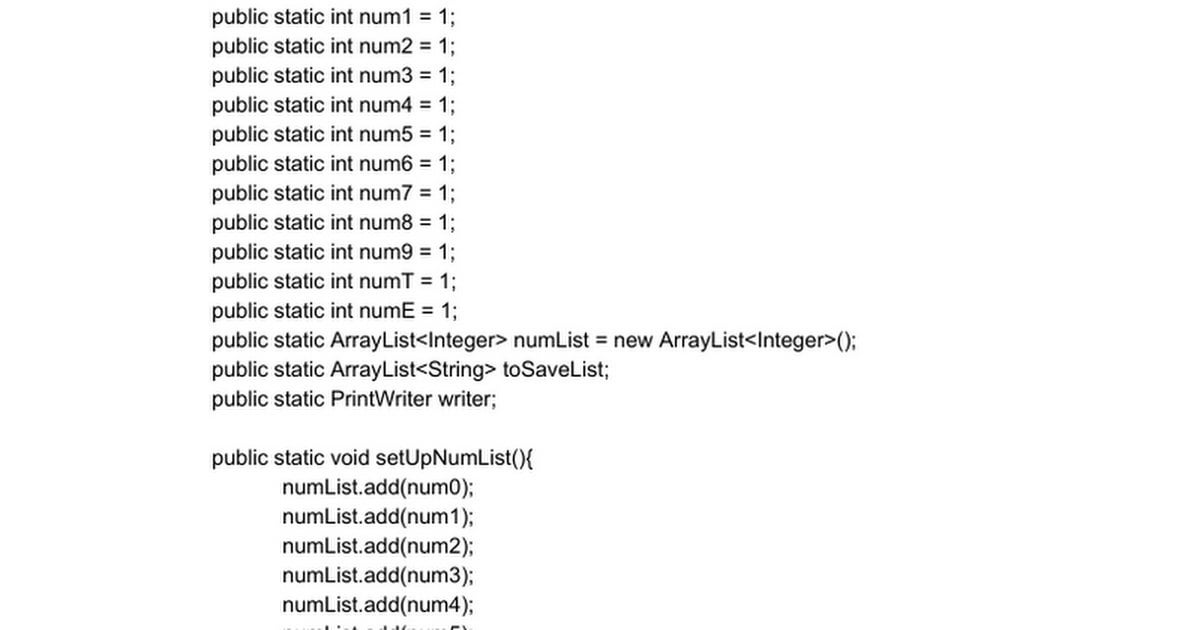 public static int num1 = 1;
public static int num2 = 1;
public static int num3 = 1;
public static int num4 = 1;
public static int num5 = 1;
public static int num6 = 1;
public static int num7 = 1;
public static int num8 = 1;
public static int num9 = 1;
public static int numT = 1;
public static int numE = 1;
public static ArrayList<Integer> numList = new ArrayList<Integer>();
public static ArrayList<String> toSaveList;
public static PrintWriter writer;
public static void setUpNumList(){
numList.add(num0);
numList.add(num1);
numList.add(num2);
numList.add(num3);
numList.add(num4);